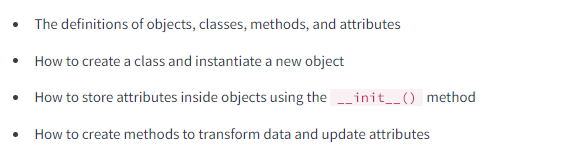 • The definitions of objects, classes, methods, and attributes
• How to create a class and instantiate a new object
• How to store attributes inside objects using the __init__() method
• How to create methods to transform data and update attributes